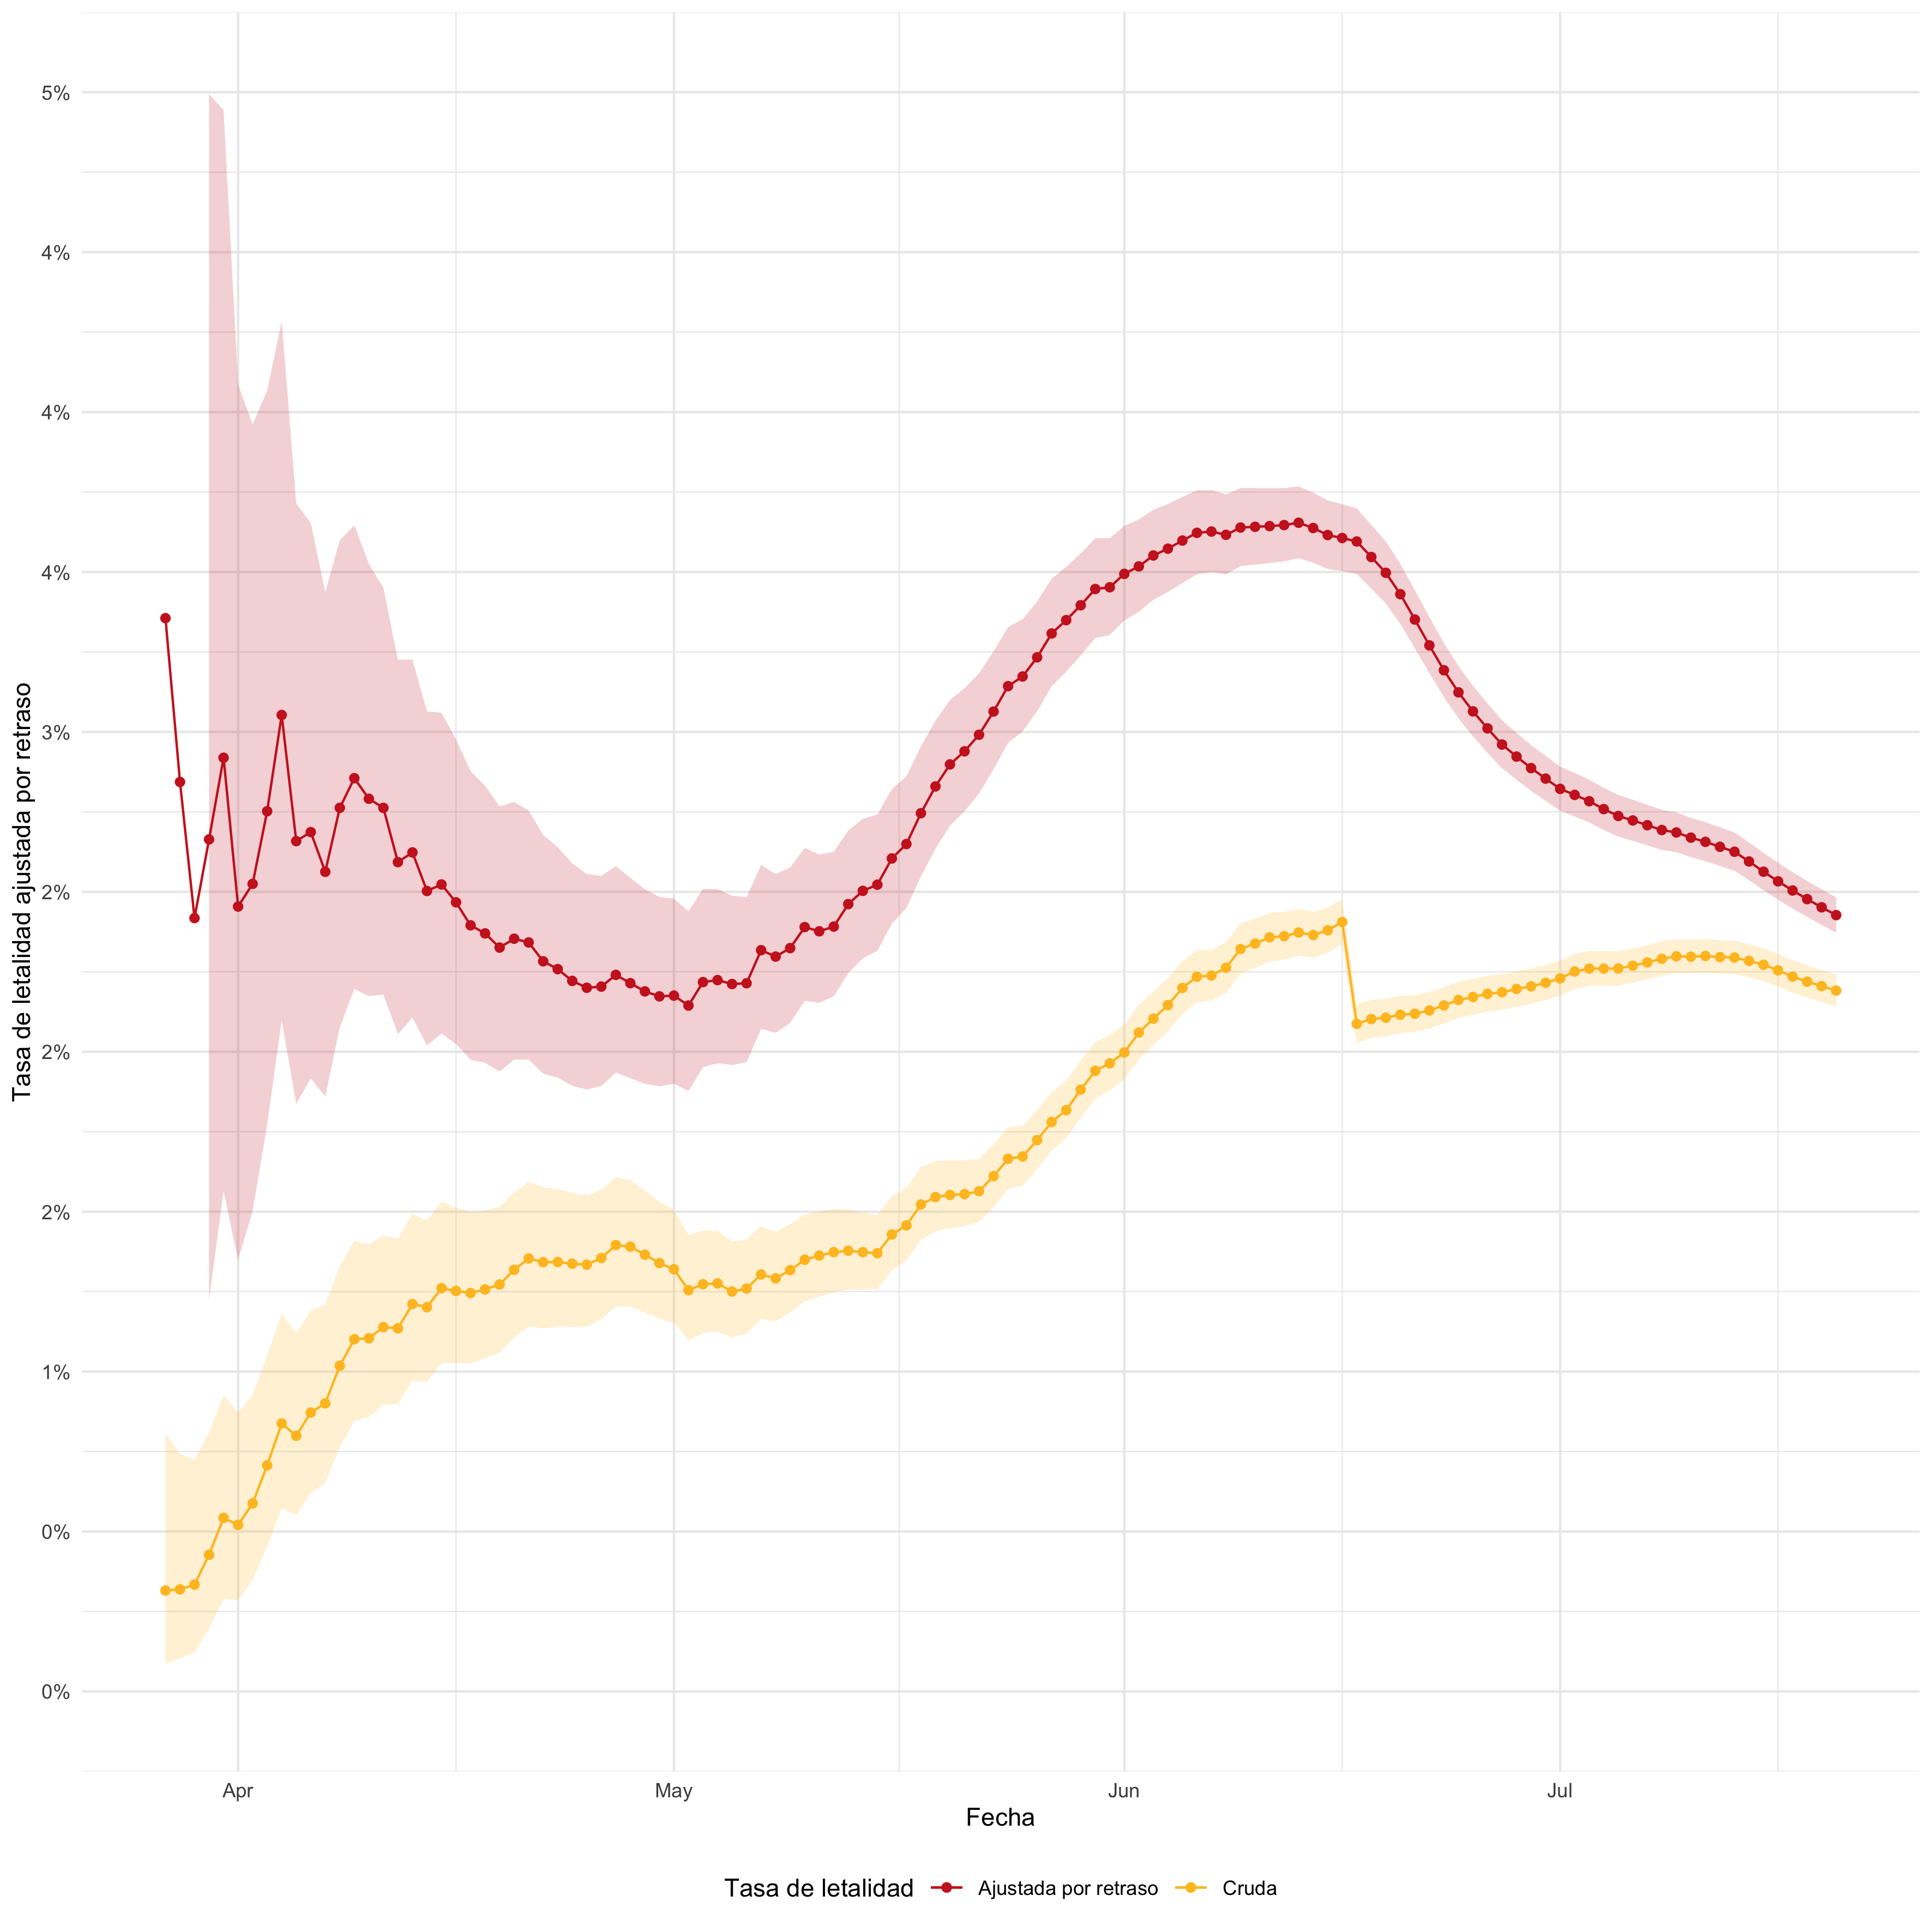 5%
4%
4%
4%
3%
2%
2%
2%
1%
0%
0%
Tasa de letalidad ajustada por retraso
Apr May Jun Jul
Fecha
Tasa de letalidad Ajustada por retraso Cruda